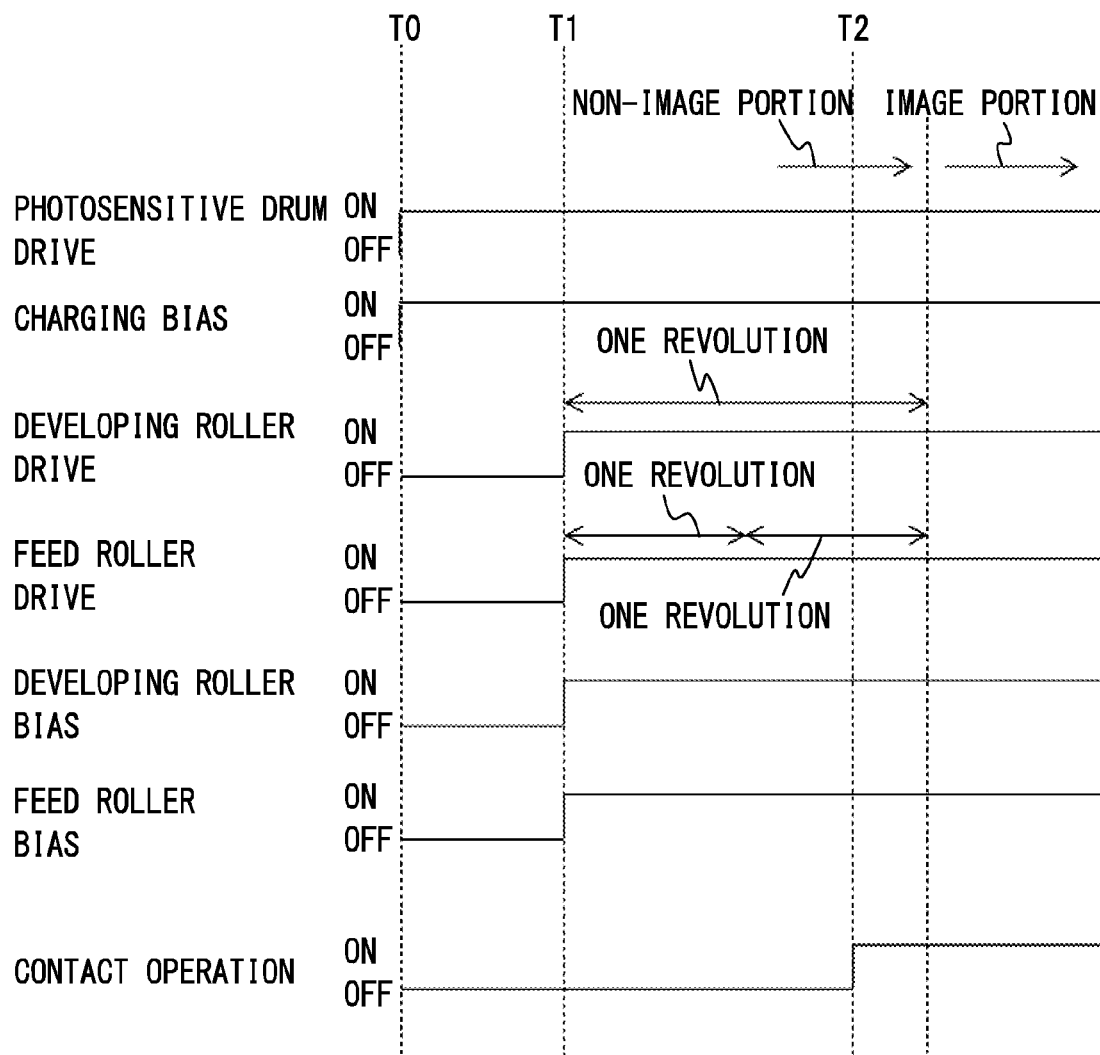 T0 T1 T2
NON-IMAGE PORTION IMAGE PORTION
PHOTOSENSITIVE DRUM ON
DRIVE OFF
CHARGING BIAS ON
OFF
ONE REVOLUTION
DEVELOPING ROLLER ON
DRIVE OFF
ONE REVOLUTION
FEED ROLLER ON
DRIVE OFF
ONE REVOLUTION
DEVELOPING ROLLER ON
BIAS OFF
FEED ROLLER ON
BIAS OFF
CONTACT OPERATION ON
OFF